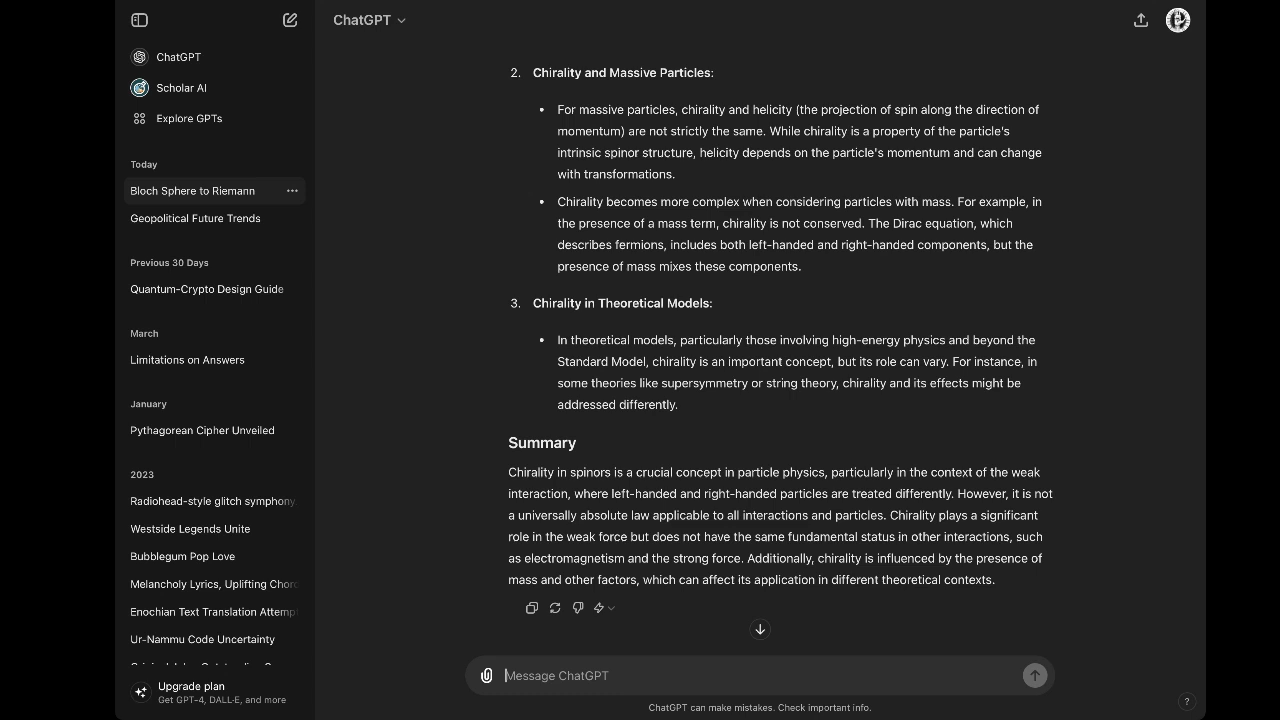 ChatGPT
ChatGPT
Scholar AI
Explore GPTs
Today
Bloch Sphere to Riemann
Geopolitical Future Trends
Previous 30 Days
Quantum-Crypto Design Guide
March
Limitations on Answers
January
Pythagorean Cipher Unveiled
2023
Radiohead-style glitch symphony.
Westside Legends Unite
Bubblegum Pop Love
Melancholy Lyrics, Uplifting Chor
Enochian Text Translation Attemp
Ur-Nammu Code Uncertainty
Upgrade plan
Get GPT-4, DALL·E, and more
2. Chirality and Massive Particles:
• For massive particles, chirality and helicity (the projection of spin along the direction of
momentum) are not strictly the same. While chirality is a property of the particle's
intrinsic spinor structure, helicity depends on the particle's momentum and can change
with transformations.
• Chirality becomes more complex when considering particles with mass. For example, in
the presence of a mass term, chirality is not conserved. The Dirac equation, which
describes fermions, includes both left-handed and right-handed components, but the
presence of mass mixes these components.
3. Chirality in Theoretical Models:
• In theoretical models, particularly those involving high-energy physics and beyond the
Standard Model, chirality is an important concept, but its role can vary. For instance, in
some theories like supersymmetry or string theory, chirality and its effects might be
addressed differently.
Summary
Chirality in spinors is a crucial concept in particle physics, particularly in the context of the weak
interaction, where left-handed and right-handed particles are treated differently. However, it is not
a universally absolute law applicable to all interactions and particles. Chirality plays a significant
role in the weak force but does not have the same fundamental status in other interactions, such
as electromagnetism and the strong force. Additionally, chirality is influenced by the presence of
mass and other factors, which can affect its application in different theoretical contexts.
Message ChatGPT
ChatGPT can make mistakes. Check important info.
?